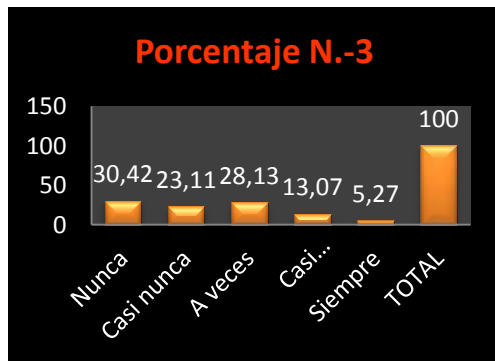 Porcentaje N.-3
150
100
50
0
30,42
23,11
28,13
13,07
5,27
100
Nunca
Casi nunca
A veces
Casi...
Siempre
TOTAL